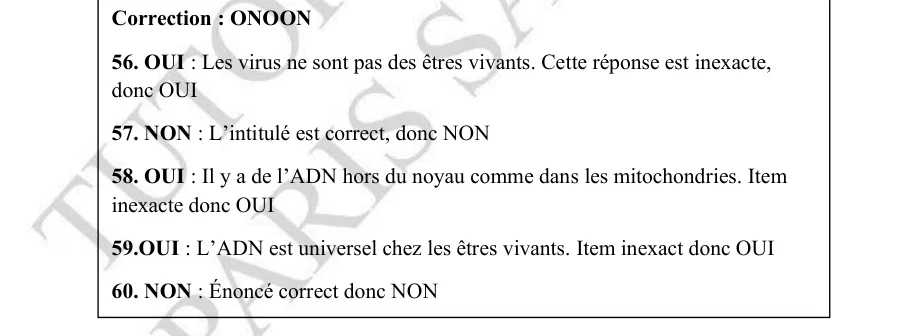 Correction : ONOON
56. OUI : Les virus ne sont pas des êtres vivants. Cette réponse est inexacte,
donc OUI
57. NON : L’intitulé est correct, donc NON
58. OUI : Il y a de l’ADN hors du noyau comme dans les mitochondries. Item
inexacte donc OUI
59.OUI : L’ADN est universel chez les êtres vivants. Item inexact donc OUI
60. NON : Énoncé correct donc NON